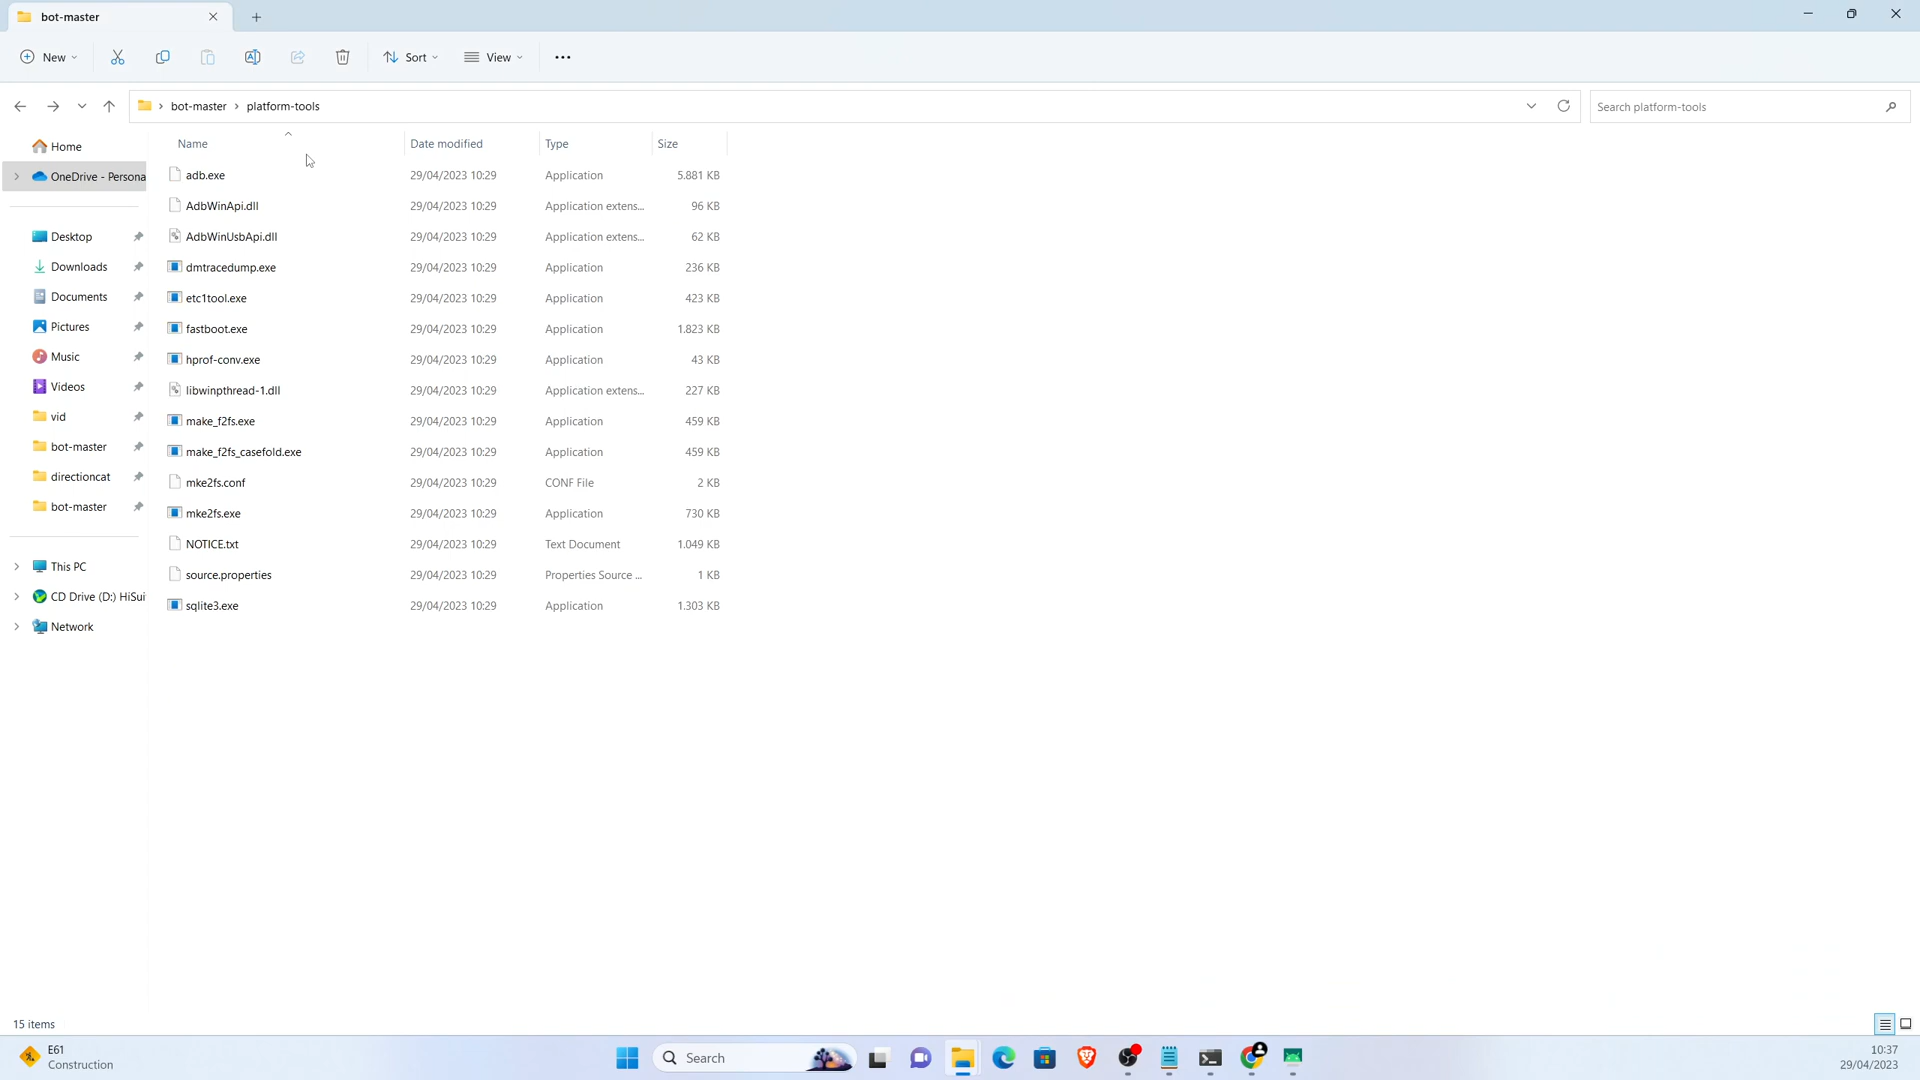 bot-master
New
Sort
View
bot-master
platform-tools
Search platform-tools
Name
Date modified
Type
Size
Home
OneDrive - Persona
Desktop
Downloads
Documents
Pictures
Music
Videos
vid
bot-master
directioncat
bot-master
This PC
CD Drive (D:) HiSui
Network
adb.exe 29/04/2023 10:29 Application 5.881 KB
AdbWinApi.dll 29/04/2023 10:29 Application extens... 96 KB
AdbWinUsbApi.dll 29/04/2023 10:29 Application extens... 62 KB
dmtracedump.exe 29/04/2023 10:29 Application 236 KB
etc1tool.exe 29/04/2023 10:29 Application 423 KB
fastboot.exe 29/04/2023 10:29 Application 1.823 KB
hprof-conv.exe 29/04/2023 10:29 Application 43 KB
libwinpthread-1.dll 29/04/2023 10:29 Application extens... 227 KB
make_f2fs.exe 29/04/2023 10:29 Application 459 KB
make_f2fs_casefold.exe 29/04/2023 10:29 Application 459 KB
mke2fs.conf 29/04/2023 10:29 CONF File 2 KB
mke2fs.exe 29/04/2023 10:29 Application 730 KB
NOTICE.txt 29/04/2023 10:29 Text Document 1.049 KB
source.properties 29/04/2023 10:29 Properties Source ... 1 KB
sqlite3.exe 29/04/2023 10:29 Application 1.303 KB
15 items
E61
Construction
Search
10:37
29/04/2023